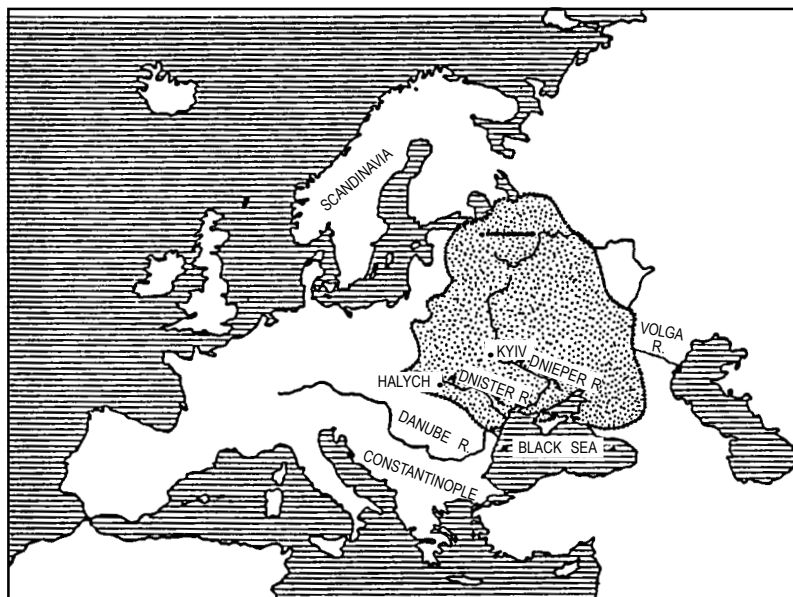 SCANDINAVIA
VOLGA
R.
KYIV
DNIEPER R.
HALYCH
DNISTER R.
DANUBE R.
BLACK SEA
CONSTANTINOPLE